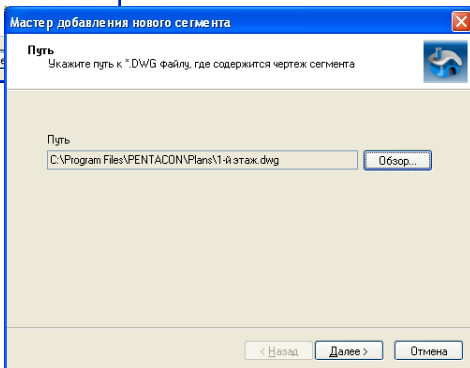 Мастер добавления нового сегмента
Путь
Укажите путь к *.DWG файлу, где содержится чертеж сегмента
Путь
C:\Program Files\PENTACON\Plans\1-й этаж.dwg
Обзор...
< Назад Далее > Отмена